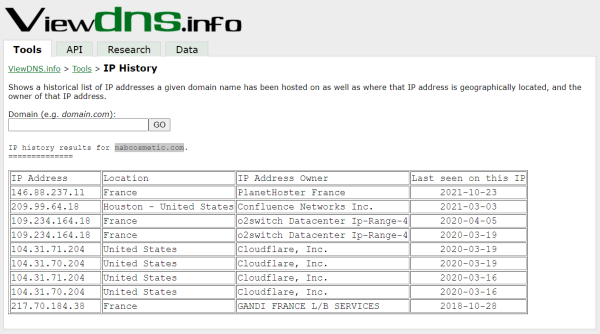 Viewdns.info
Tools API Research Data
ViewDNS.info > Tools > IP History
Shows a historical list of IP addresses a given domain name has been hosted on as well as where that IP address is geographically located, and the
owner of that IP address.
Domain (e.g. domain.com):
GO
IP history results for nabcosmetic.com.
==============
IP Address Location IP Address Owner Last seen on this IP
146.88.237.11 France PlanetHoster France 2021-10-23
209.99.64.18 Houston - United States Confluence Networks Inc. 2021-03-03
109.234.164.18 France o2switch Datacenter Ip-Range-4 2020-04-05
109.234.164.18 France o2switch Datacenter Ip-Range-4 2020-03-19
104.31.71.204 United States Cloudflare, Inc. 2020-03-19
104.31.70.204 United States Cloudflare, Inc. 2020-03-19
104.31.71.204 United States Cloudflare, Inc. 2020-03-16
104.31.70.204 United States Cloudflare, Inc. 2020-03-16
217.70.184.38 France GANDI FRANCE L/B SERVICES 2018-10-28